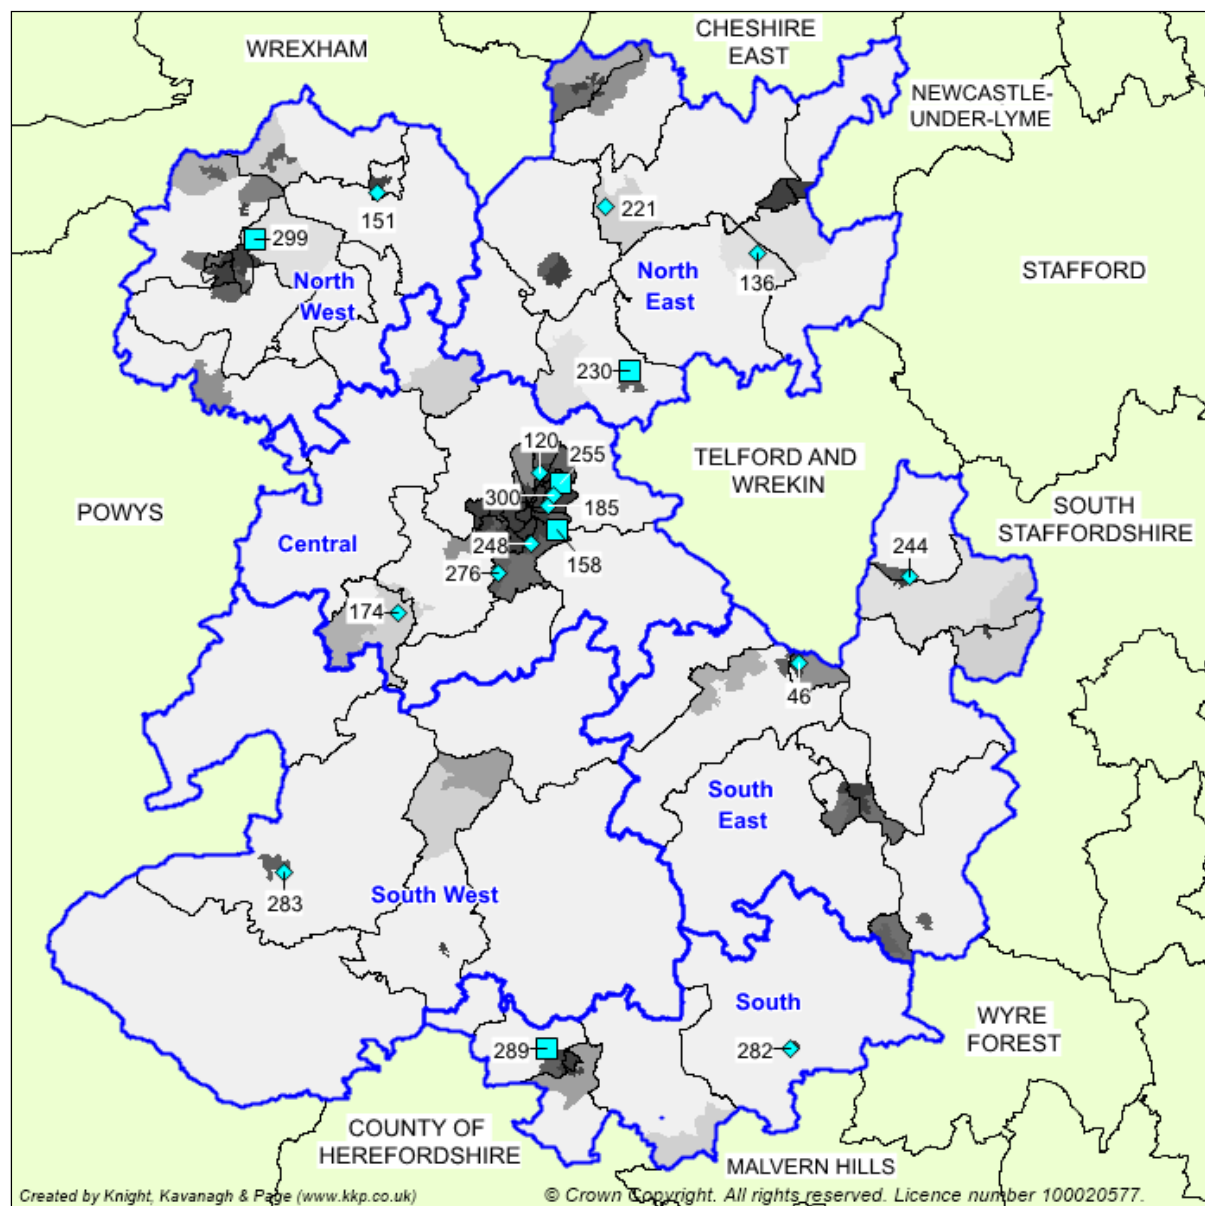 WREXHAM
CHESHIRE
EAST
NEWCASTLE-
UNDER-LYME
151
221
299
North
West
North
East
136
STAFFORD
230
120
255
TELFORD AND
WREKIN
300
185
POWYS
SOUTH
STAFFORDSHIRE
Central
248
158
244
276
174
46
South
East
283
South West
South
WYRE
FOREST
289
282
COUNTY OF
HEREFORDSHIRE
MALVERN HILLS
Created by Knight, Kavanagh & Page (www.kkp.co.uk)
© Crown Copyright. All rights reserved. Licence number 100020577.